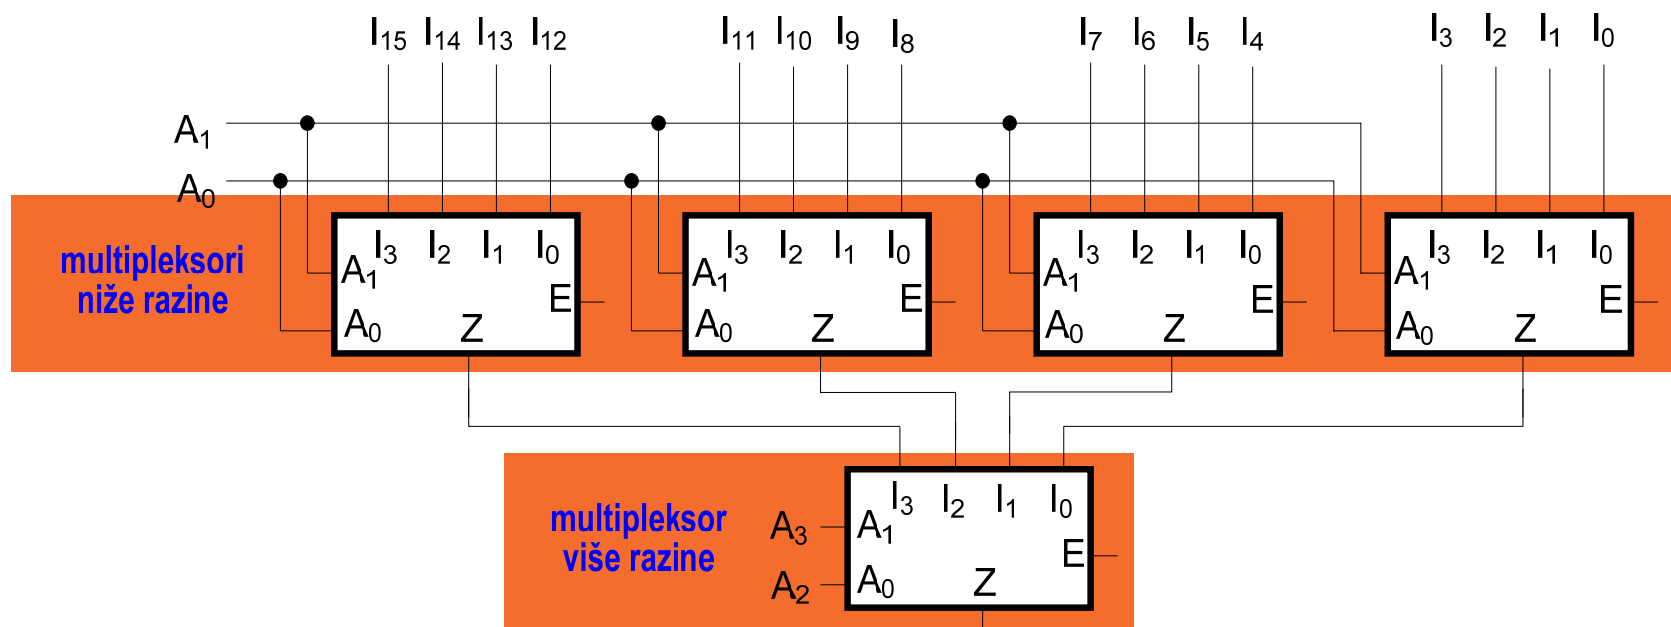 I15 I14 I13 I12 I11 I10 I9 I8 I7 I6 I5 I4 I3 I2 I1 I0
A1
A0
multipleksori
niže razine
I3 I2 I1 I0
A1
E
A0
Z
I3 I2 I1 I0
A1
E
A0
Z
I3 I2 I1 I0
A1
E
A0
Z
I3 I2 I1 I0
A1
E
A0
Z
multipleksor
više razine
A3
A2
I3 I2 I1 I0
A1
E
A0
Z